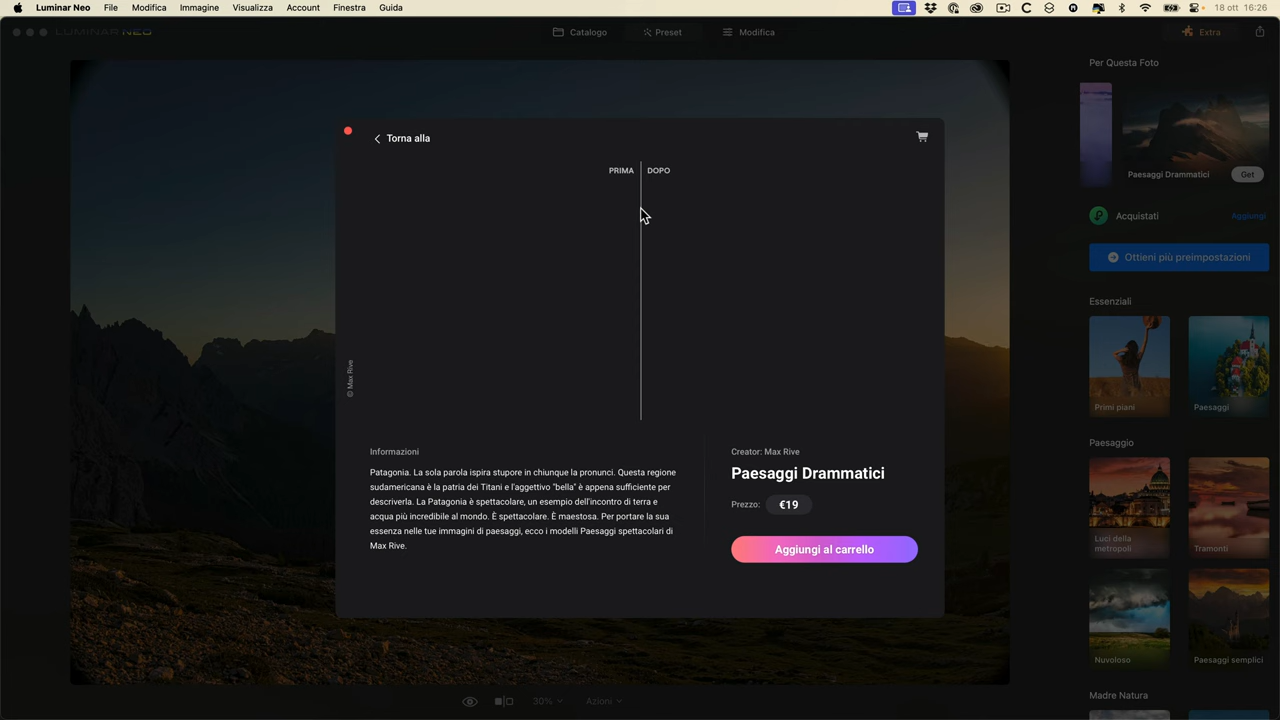 Luminar Neo File Modifica Immagine Visualizza Account Finestra Guida
18 ott 16:26
LUMINAR NEO
Catalogo Preset Modifica
Extra
Per Questa Foto
Torna alla
PRIMA DOPO
Paesaggi Drammatici Get
Acquistati Aggiungi
Ottieni più preimpostazioni
Essenziali
© Max Rive
Primi piani Paesaggi
Paesaggio
Informazioni
Patagonia. La sola parola ispira stupore in chiunque la pronunci. Questa regione
sudamericana è la patria dei Titani e l'aggettivo "bella" è appena sufficiente per
descriverla. La Patagonia è spettacolare, un esempio dell'incontro di terra e
acqua più incredibile al mondo. È spettacolare. È maestosa. Per portare la sua
essenza nelle tue immagini di paesaggi, ecco i modelli Paesaggi spettacolari di
Max Rive.
Creator: Max Rive
Paesaggi Drammatici
Prezzo: €19
Aggiungi al carrello
Luci della
metropoli
Tramonti
Nuvoloso Paesaggi semplici
Madre Natura
30% Azioni